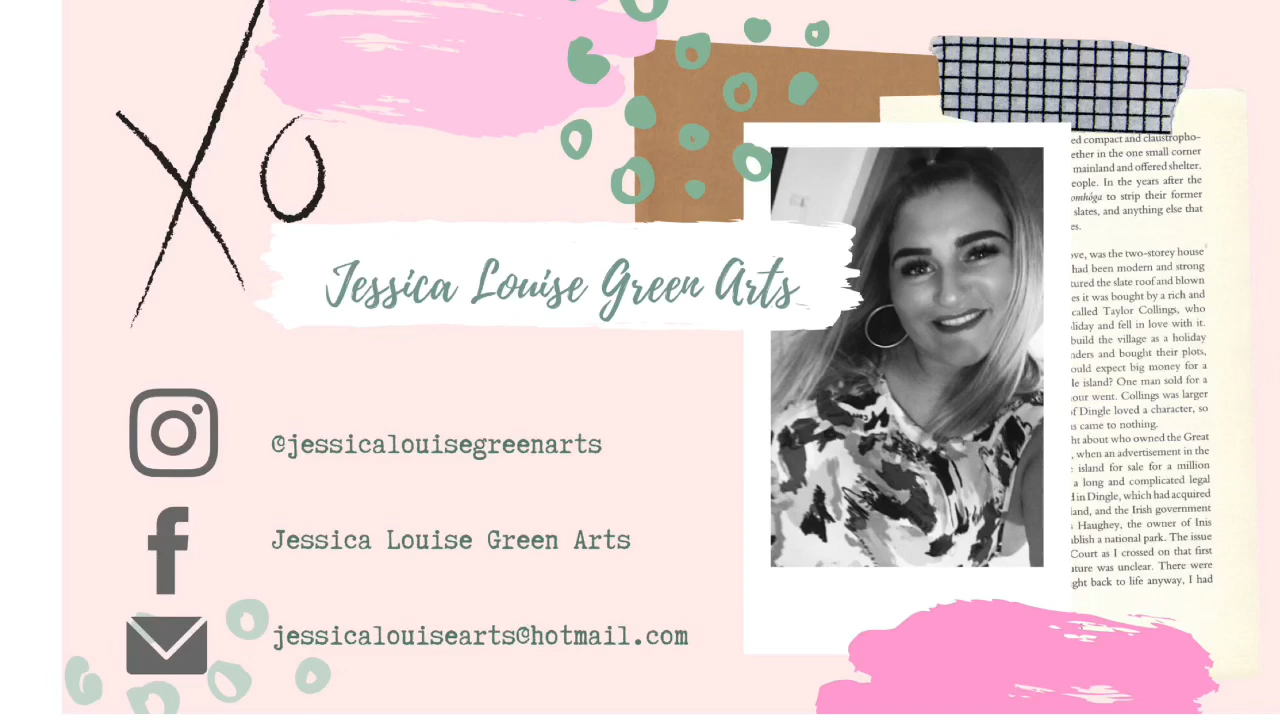 XO
Jessica Louise Green Arts
@jessicalouisegreenarts
Jessica Louise Green Arts
jessicalouisearts@hotmail.com
ed compact and claustropho-
ether in the one small corner
mainland and offered shelter.
eople. In the years after the
omhóga to strip their former
slates, and anything else that
es.
ove, was the two-storey house
had been modern and strong
tured the slate roof and blown
es it was bought by a rich and
called Taylor Collings, who
liday and fell in love with it.
build the village as a holiday
nders and bought their plots,
ould expect big money for a
le island? One man sold for a
our went. Collings was larger
of Dingle loved a character, so
as came to nothing.
ht about who owned the Great
, when an advertisement in the
island for sale for a million
a long and complicated legal
d in Dingle, which had acquired
land, and the Irish government
Haughey, the owner of Inis
ablish a national park. The issue
Court as I crossed on that first
ature was unclear. There were
ght back to life anyway, I had